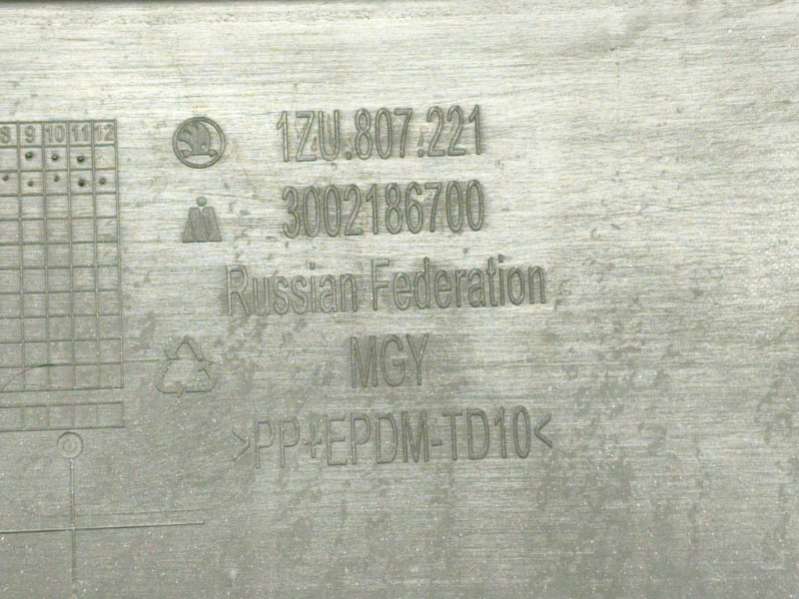 8 9 10 11 12
1ZU.807.221
3002186700
Russian Federation
MGY
>PP+EPDM-TD10<